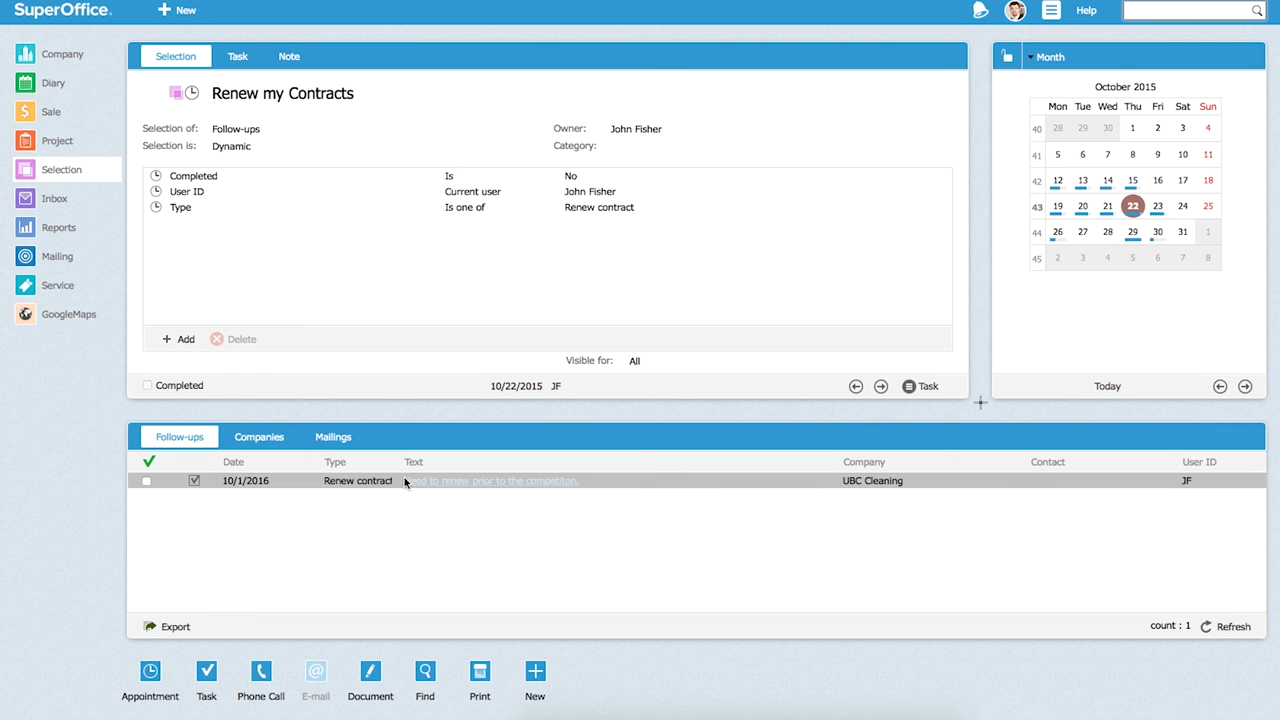 SuperOffice.
New
Help
Company
Diary
Sale
Project
Selection
Inbox
Reports
Mailing
Service
GoogleMaps
Selection Task Note
Renew my Contracts
Selection of: Follow-ups
Owner: John Fisher
Selection is: Dynamic
Category:
Completed Is No
User ID Current user John Fisher
Type Is one of Renew contract
+ Add Delete
Visible for: All
Completed 10/22/2015 JF Task
Month
October 2015
Mon Tue Wed Thu Fri Sat Sun
40 28 29 30 1 2 3 4
41 5 6 7 8 9 10 11
42 12 13 14 15 16 17 18
43 19 20 21 22 23 24 25
44 26 27 28 29 30 31 1
45 2 3 4 5 6 7 8
Today
Follow-ups Companies Mailings
Date Type Text Company Contact User ID
10/1/2016 Renew contract to renew prior to the competiton. UBC Cleaning JF
Export
count : 1 Refresh
Appointment Task Phone Call E-mail Document Find Print New